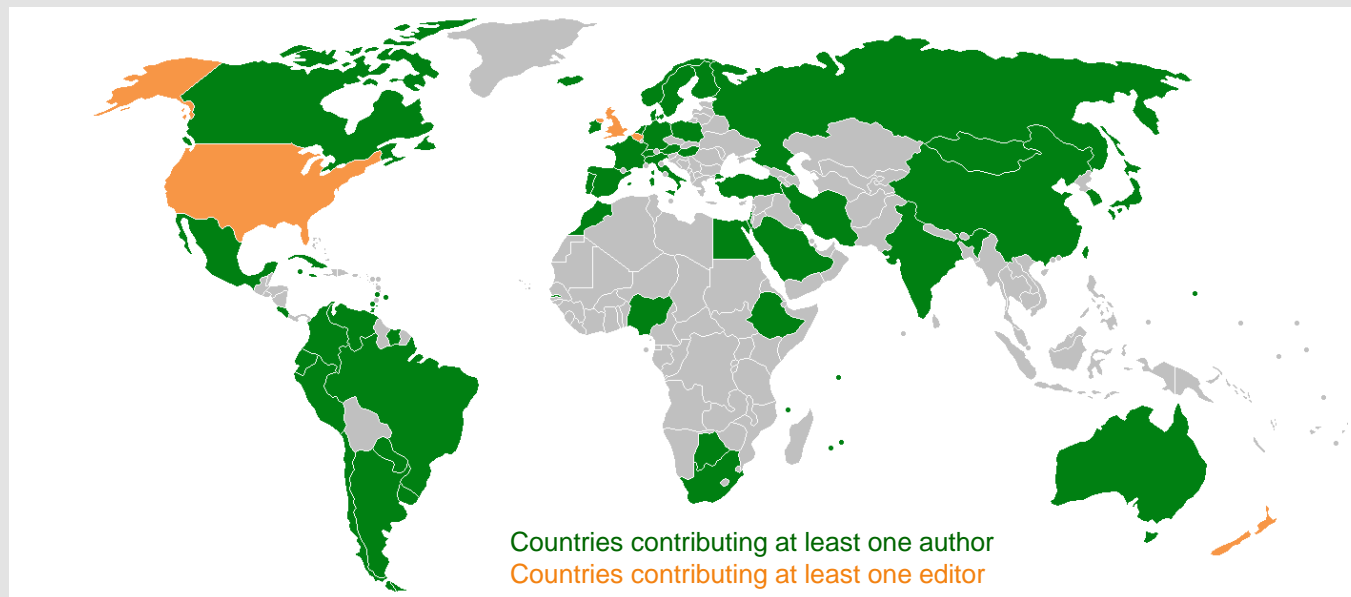 Countries contributing at least one author
Countries contributing at least one editor